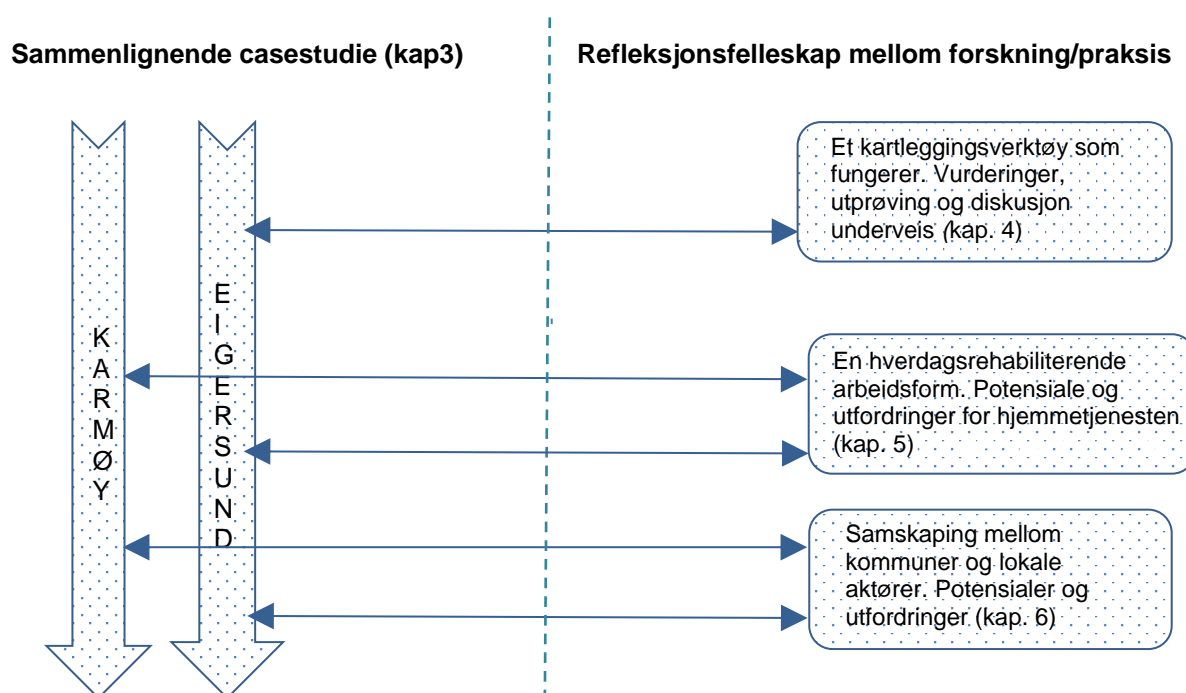 Sammenlignende casestudie (kap3)
Refleksjonsfelleskap mellom forskning/praksis
KARMØY
EIGERSUND
Et kartleggingsverktøy som
fungerer. Vurderinger,
utprøving og diskusjon
underveis (kap. 4)
En hverdagsrehabiliterende
arbeidsform. Potensiale og
utfordringer for hjemmetjenesten
(kap. 5)
Samskaping mellom
kommuner og lokale
aktører. Potensialer og
utfordringer (kap. 6)